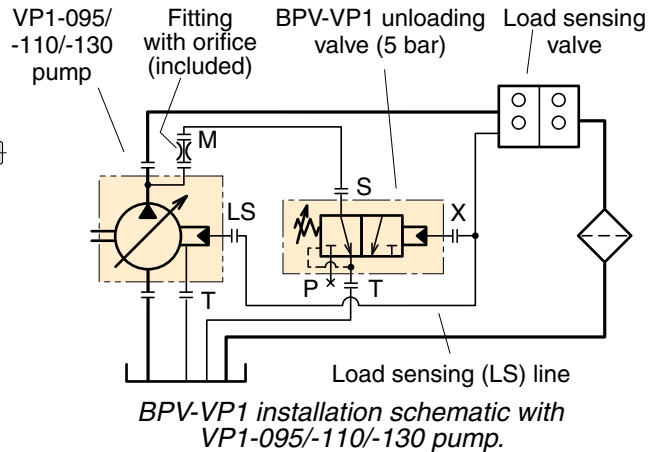 VP1-095/
-110/-130
pump
Fitting
with orifice
(included)
BPV-VP1 unloading
valve (5 bar)
Load sensing
valve
M
S
LS
X
P
T
T
Load sensing (LS) line
BPV-VP1 installation schematic with
VP1-095/-110/-130 pump.